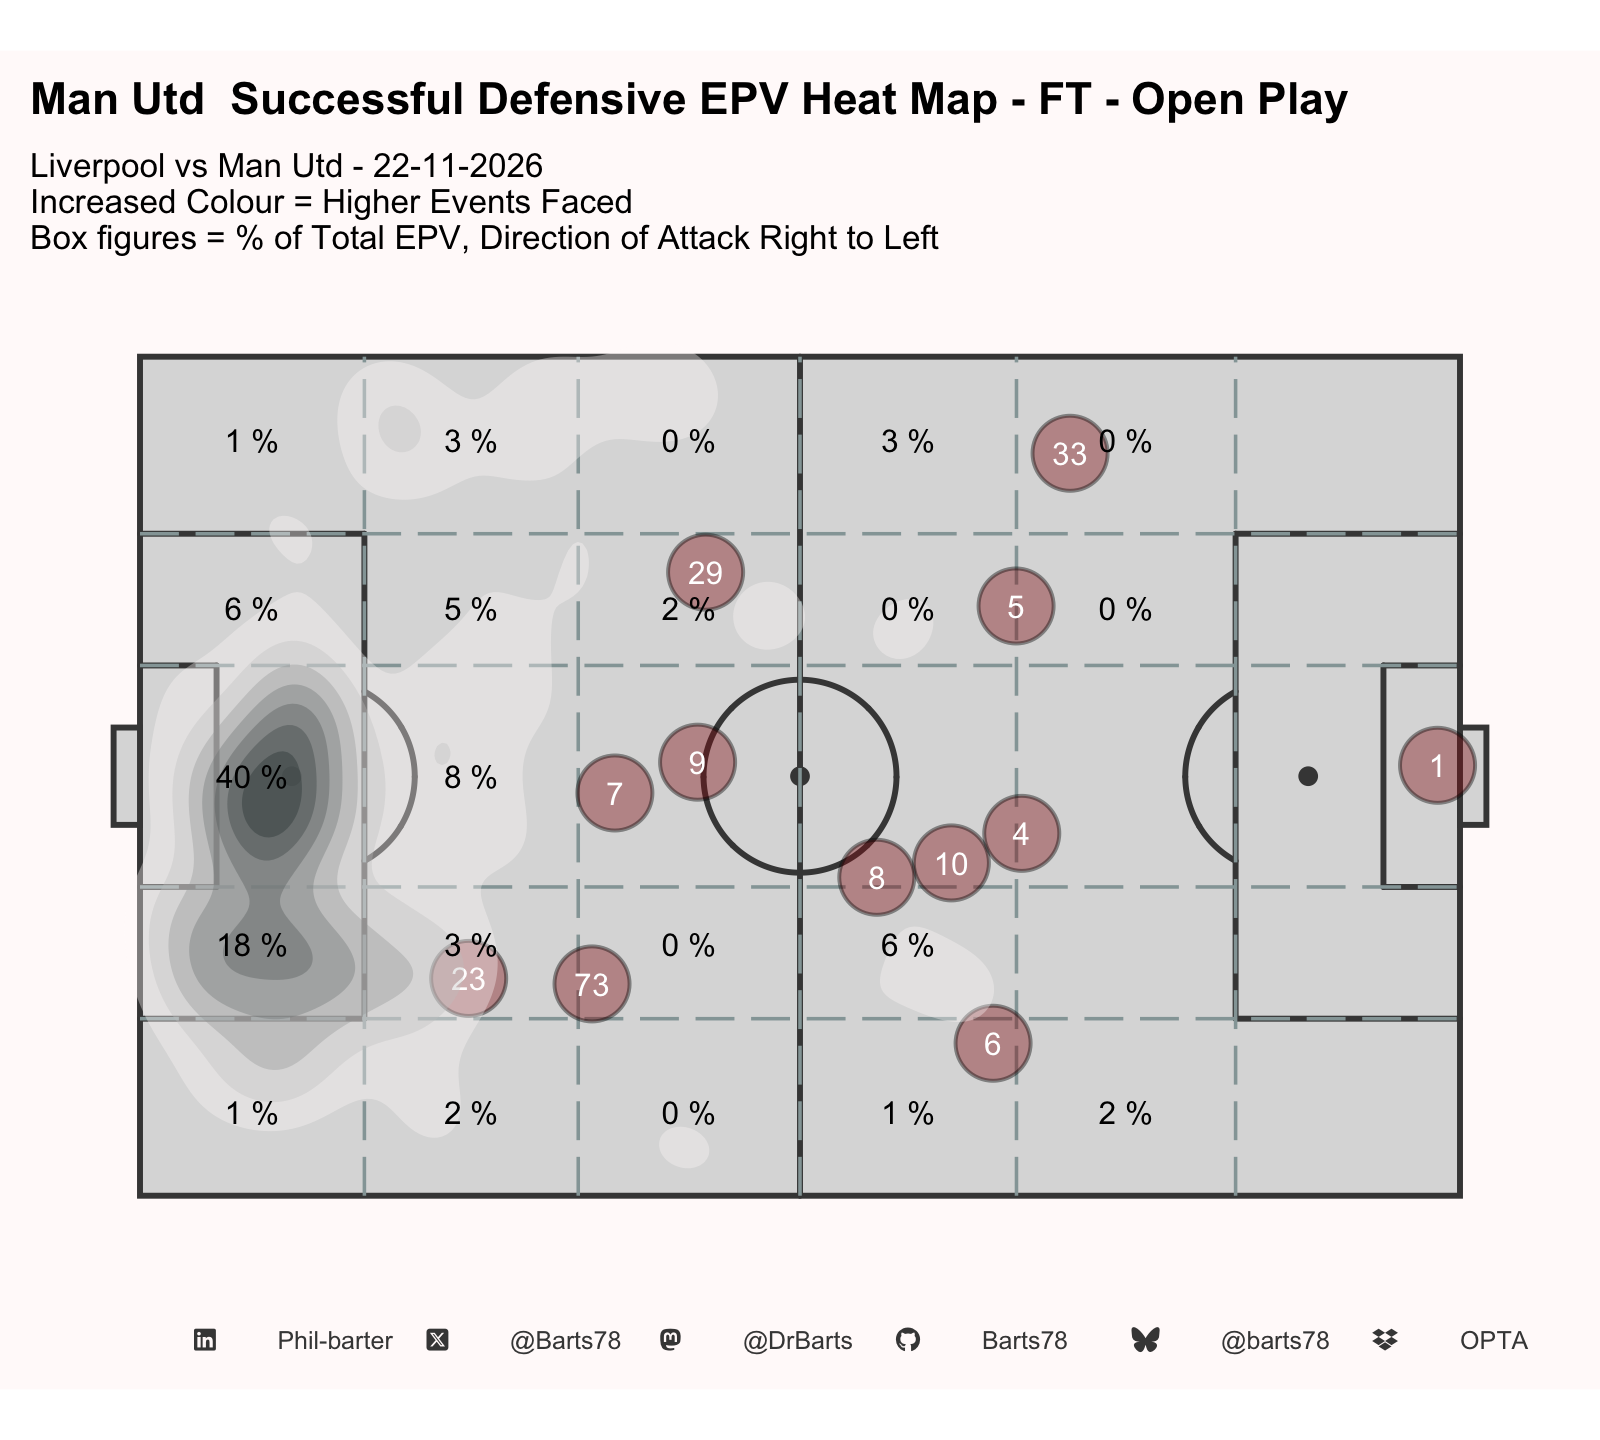 Man Utd  Successful Defensive EPV Heat Map - FT - Open Play
Liverpool vs Man Utd - 22-11-2026
Increased Colour = Higher Events Faced
Box figures = % of Total EPV, Direction of Attack Right to Left
1 % 3 % 0 % 3 % 33 0 %
29
6 % 5 % 2 % 0 % 5 0 %
9 1
40 % 8 % 7
4
8 10
18 % 3 % 0 % 6 %
23 73
6
1 % 2 % 0 % 1 % 2 %
Phil-barter @Barts78 @DrBarts Barts78 @barts78 OPTA